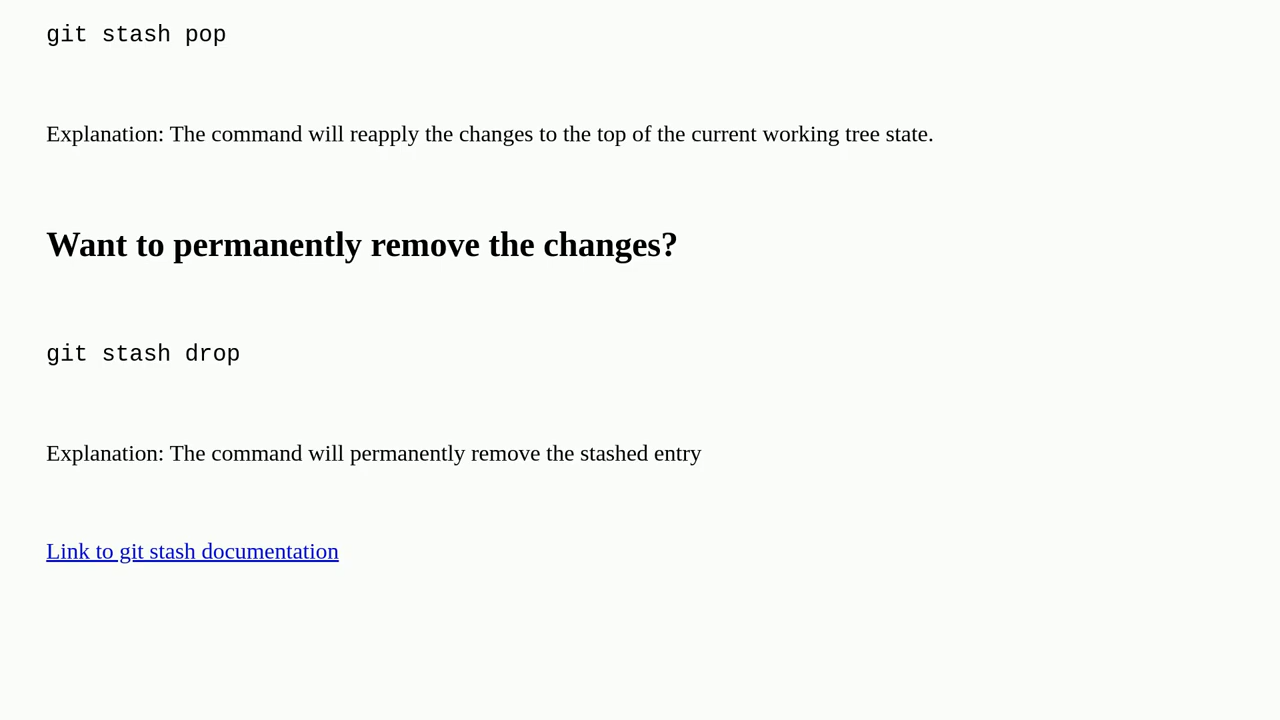 git stash pop
Explanation: The command will reapply the changes to the top of the current working tree state.
Want to permanently remove the changes?
git stash drop
Explanation: The command will permanently remove the stashed entry
Link to git stash documentation